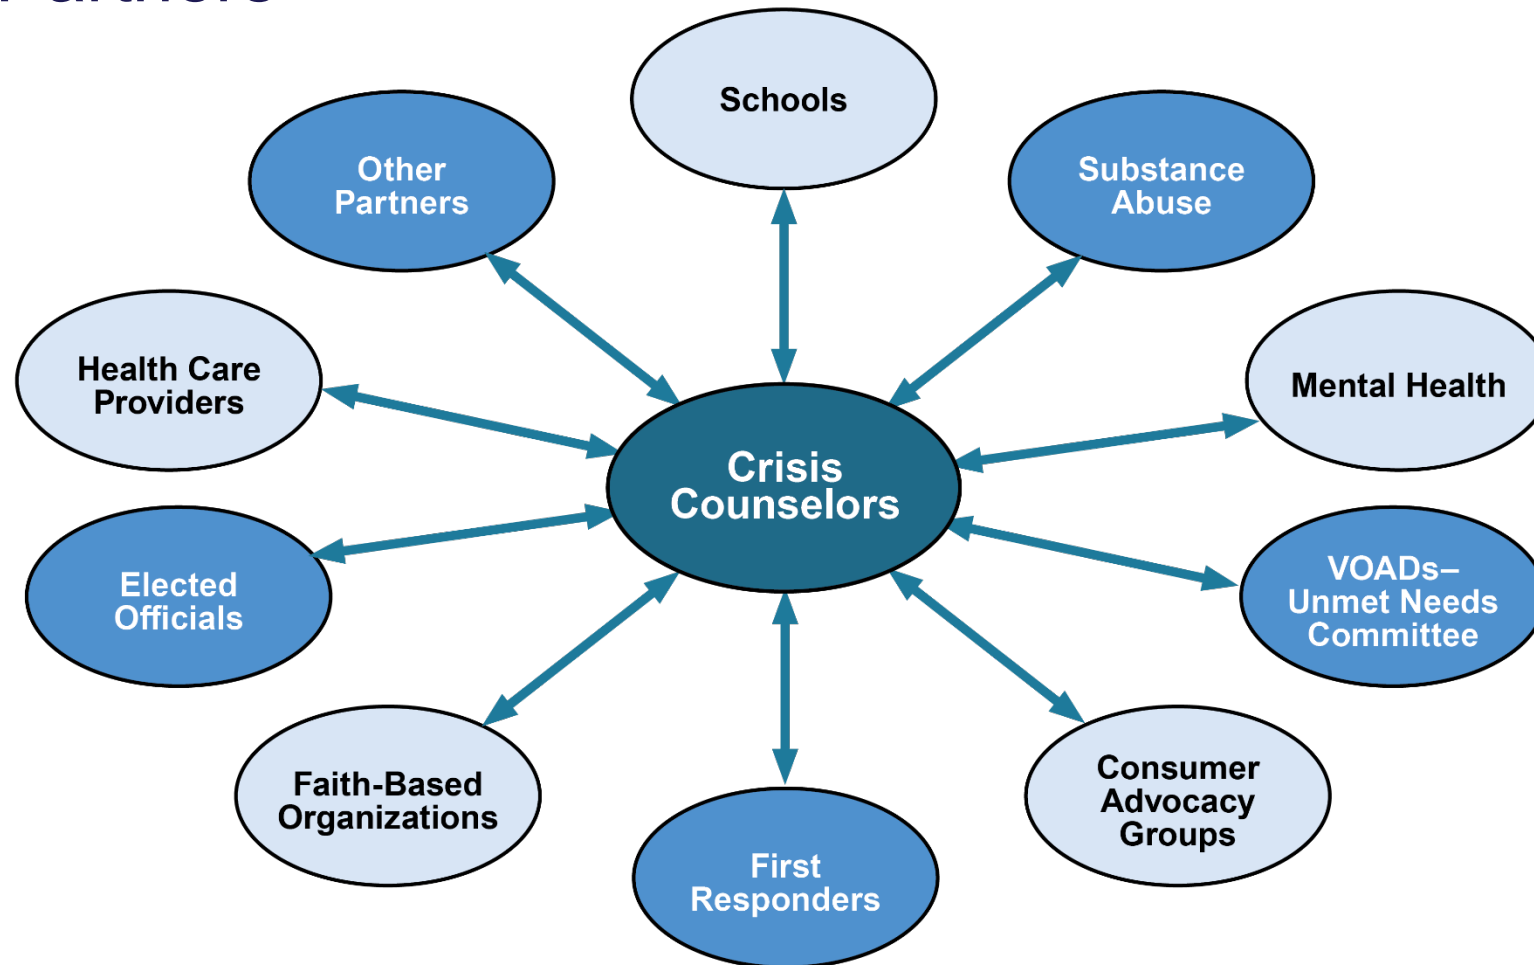 Partners
Schools
Other
Partners
Substance
Abuse
Health Care
Providers
Mental Health
Crisis
Counselors
Elected
Officials
VOADs–
Unmet Needs
Committee
Faith-Based
Organizations
Consumer
Advocacy
Groups
First
Responders